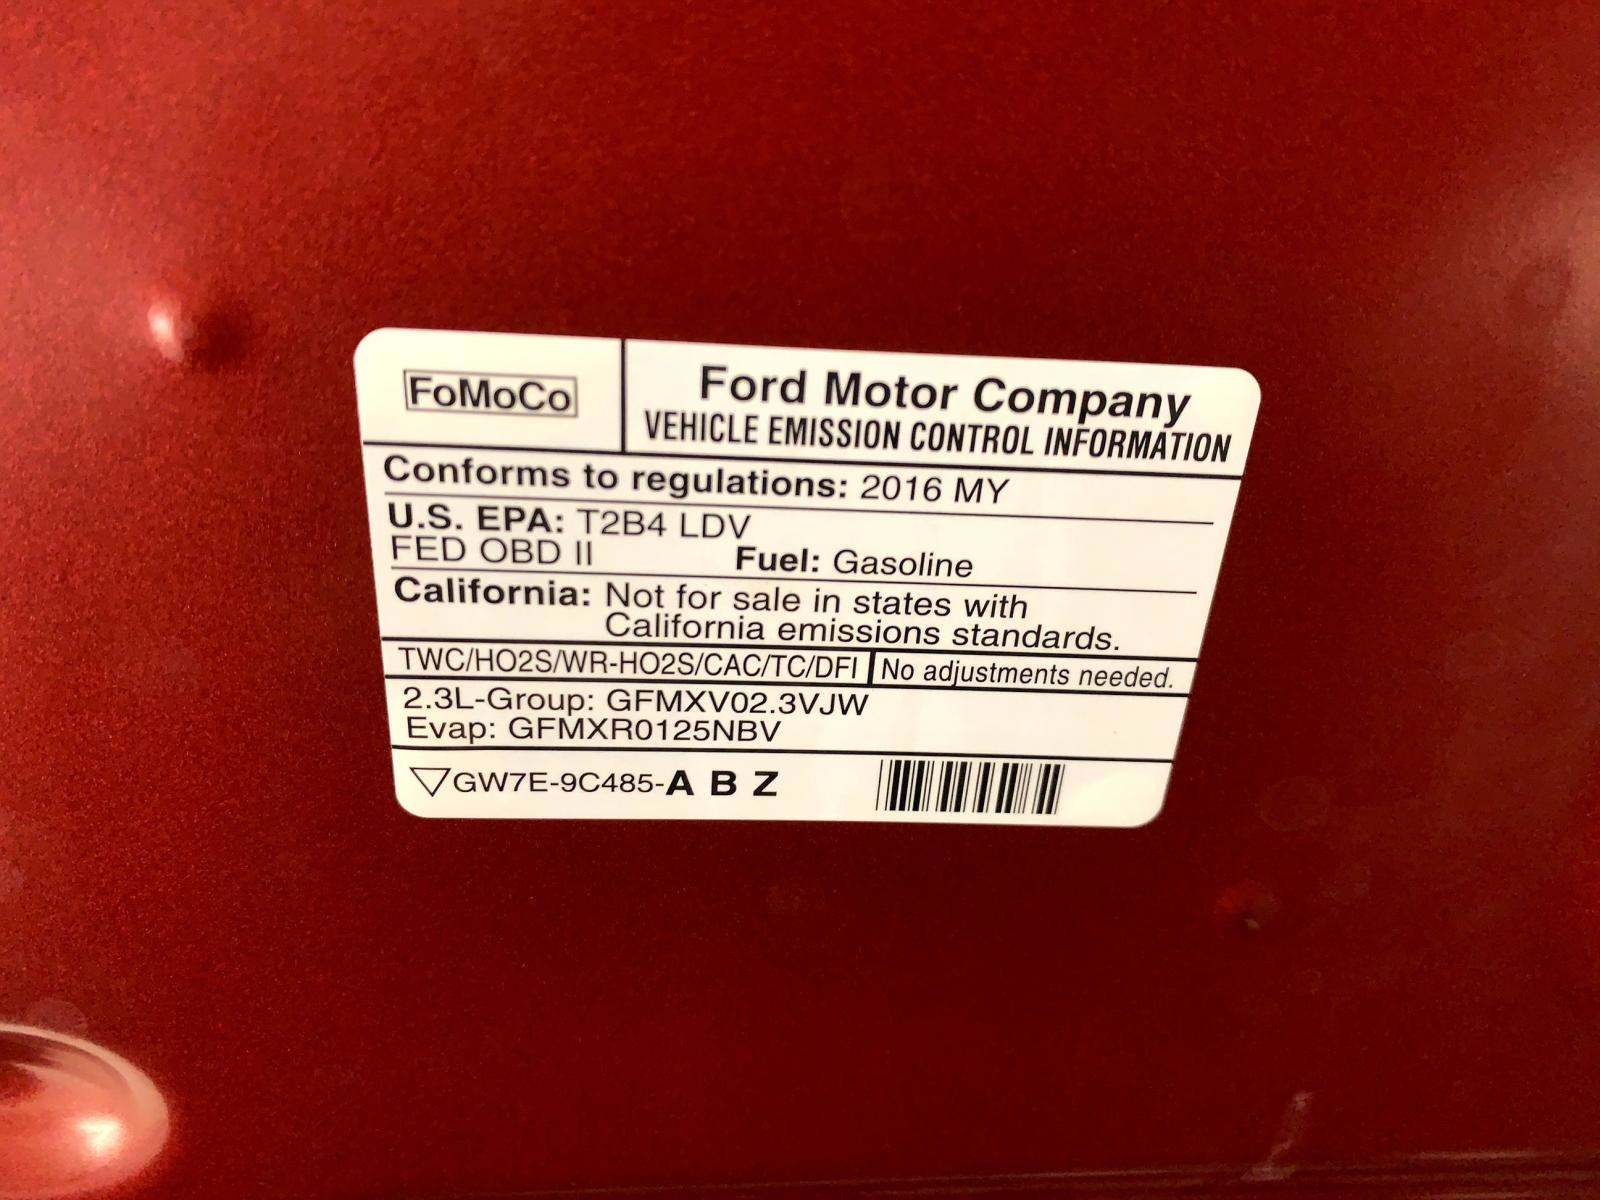 FoMoCo
Ford Motor Company
VEHICLE EMISSION CONTROL INFORMATION
Conforms to regulations: 2016 MY
U.S. EPA: T2B4 LDV
FED OBD II Fuel: Gasoline
California: Not for sale in states with
California emissions standards.
TWC/HO2S/WR-HO2S/CAC/TC/DFI No adjustments needed.
2.3L-Group: GFMXV02.3VJW
Evap: GFMXR0125NBV
GW7E-9C485-A B Z